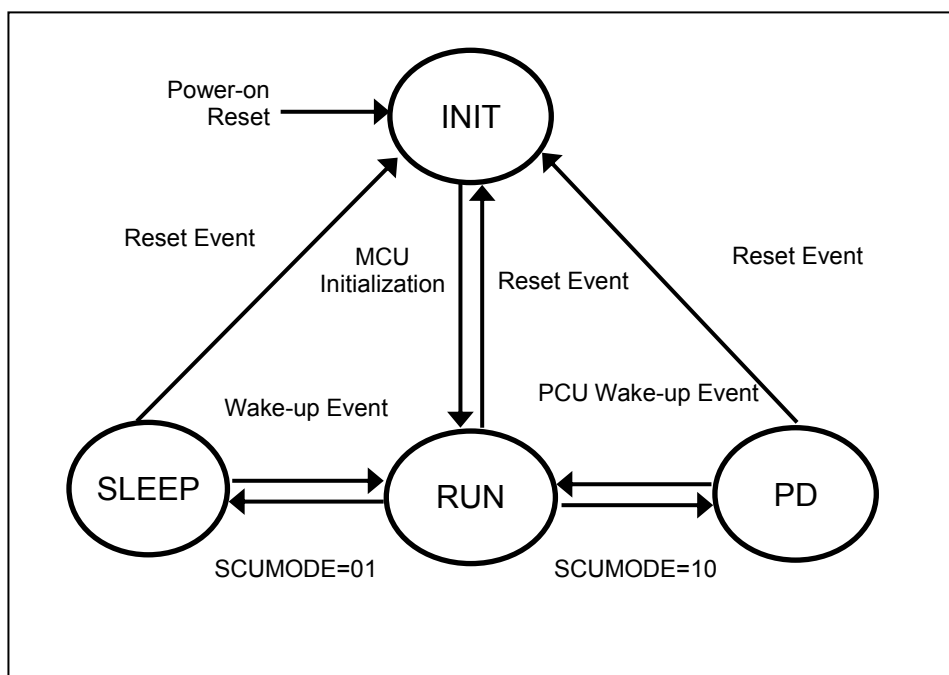 Power-on
Reset
INIT
Reset Event
MCU
Initialization
Reset Event
Reset Event
Wake-up Event
PCU Wake-up Event
SLEEP
RUN
PD
SCUMODE=01
SCUMODE=10